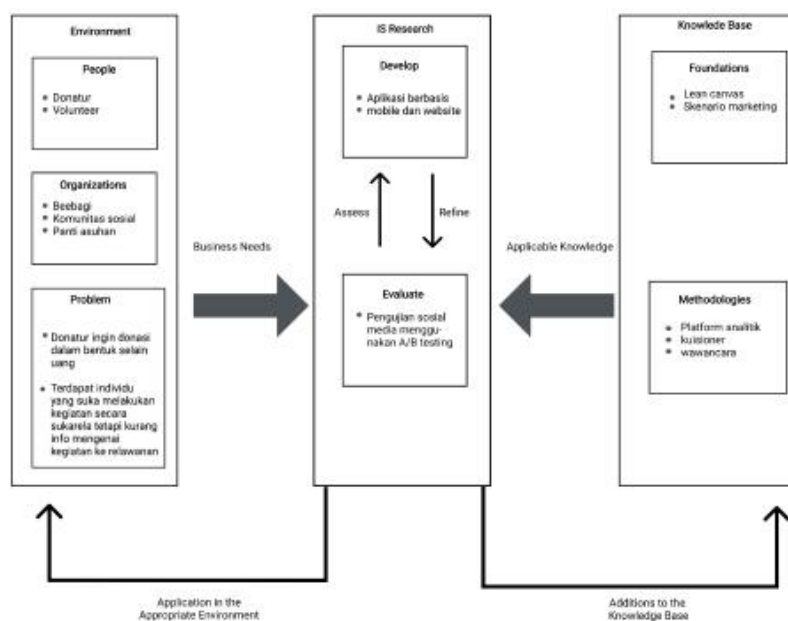 Environment
People
Donatur
Volunteer
Organizations
Beebagi
Komunitas sosial
Panti asuhan
Problem
Donatur ingin donasi
dalam bentuk selain
uang
Terdapat individu
yang suka melakukan
kegiatan secara
sukarela tetapi kurang
info mengenai
kegiatan ke relawanan
Business Needs
IS Research
Develop
Aplikasi berbasis
mobile dan website
Assess
Refine
Evaluate
Pengujian sosial
media menggu-
nakan A/B testing
Applicable Knowledge
Knowlede Base
Foundations
Lean canvas
Skenario marketing
Methodologies
Platform analitik
kuisioner
wawancara
Application in the
Appropriate Environment
Additions to the
Knowledge Base